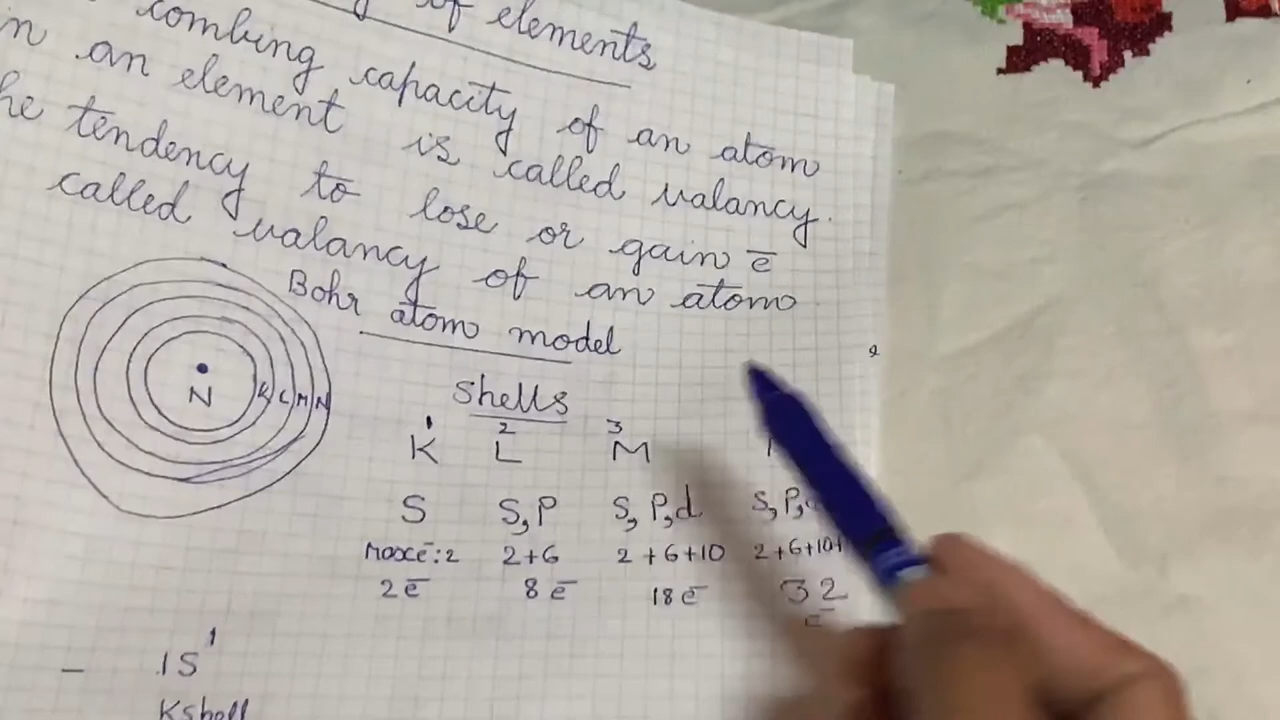 of elements
combing capacity of an atom
an element is called valancy.
tendency to lose or gain e̅
called valancy of an atom
Bohr atom model
N K L M N
Shells
K 1 L 2 M 3
S S,P S,P,d S,P,
Maxe̅:2 2+6 2+6+10 2+6+10+
2e̅ 8e̅ 18e̅ 32
e̅
- 1S¹
K shell